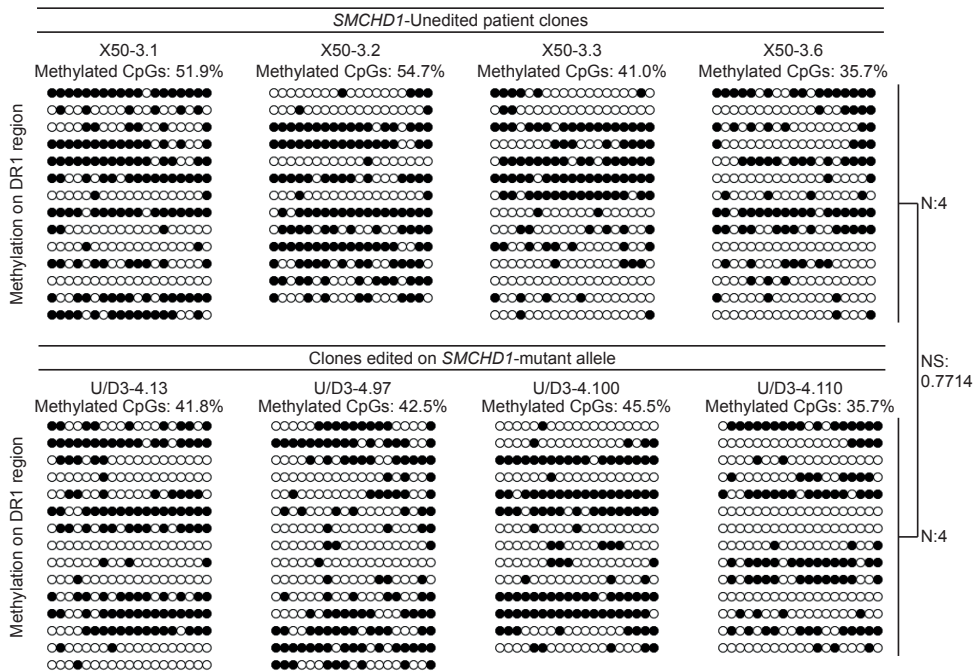 SMCHD1-Unedited patient clones
X50-3.1
Methylated CpGs: 51.9%
X50-3.2
Methylated CpGs: 54.7%
X50-3.3
Methylated CpGs: 41.0%
X50-3.6
Methylated CpGs: 35.7%
Methylation on DR1 region
N:4
NS:
0.7714
Clones edited on SMCHD1-mutant allele
U/D3-4.13
Methylated CpGs: 41.8%
U/D3-4.97
Methylated CpGs: 42.5%
U/D3-4.100
Methylated CpGs: 45.5%
U/D3-4.110
Methylated CpGs: 35.7%
Methylation on DR1 region
N:4